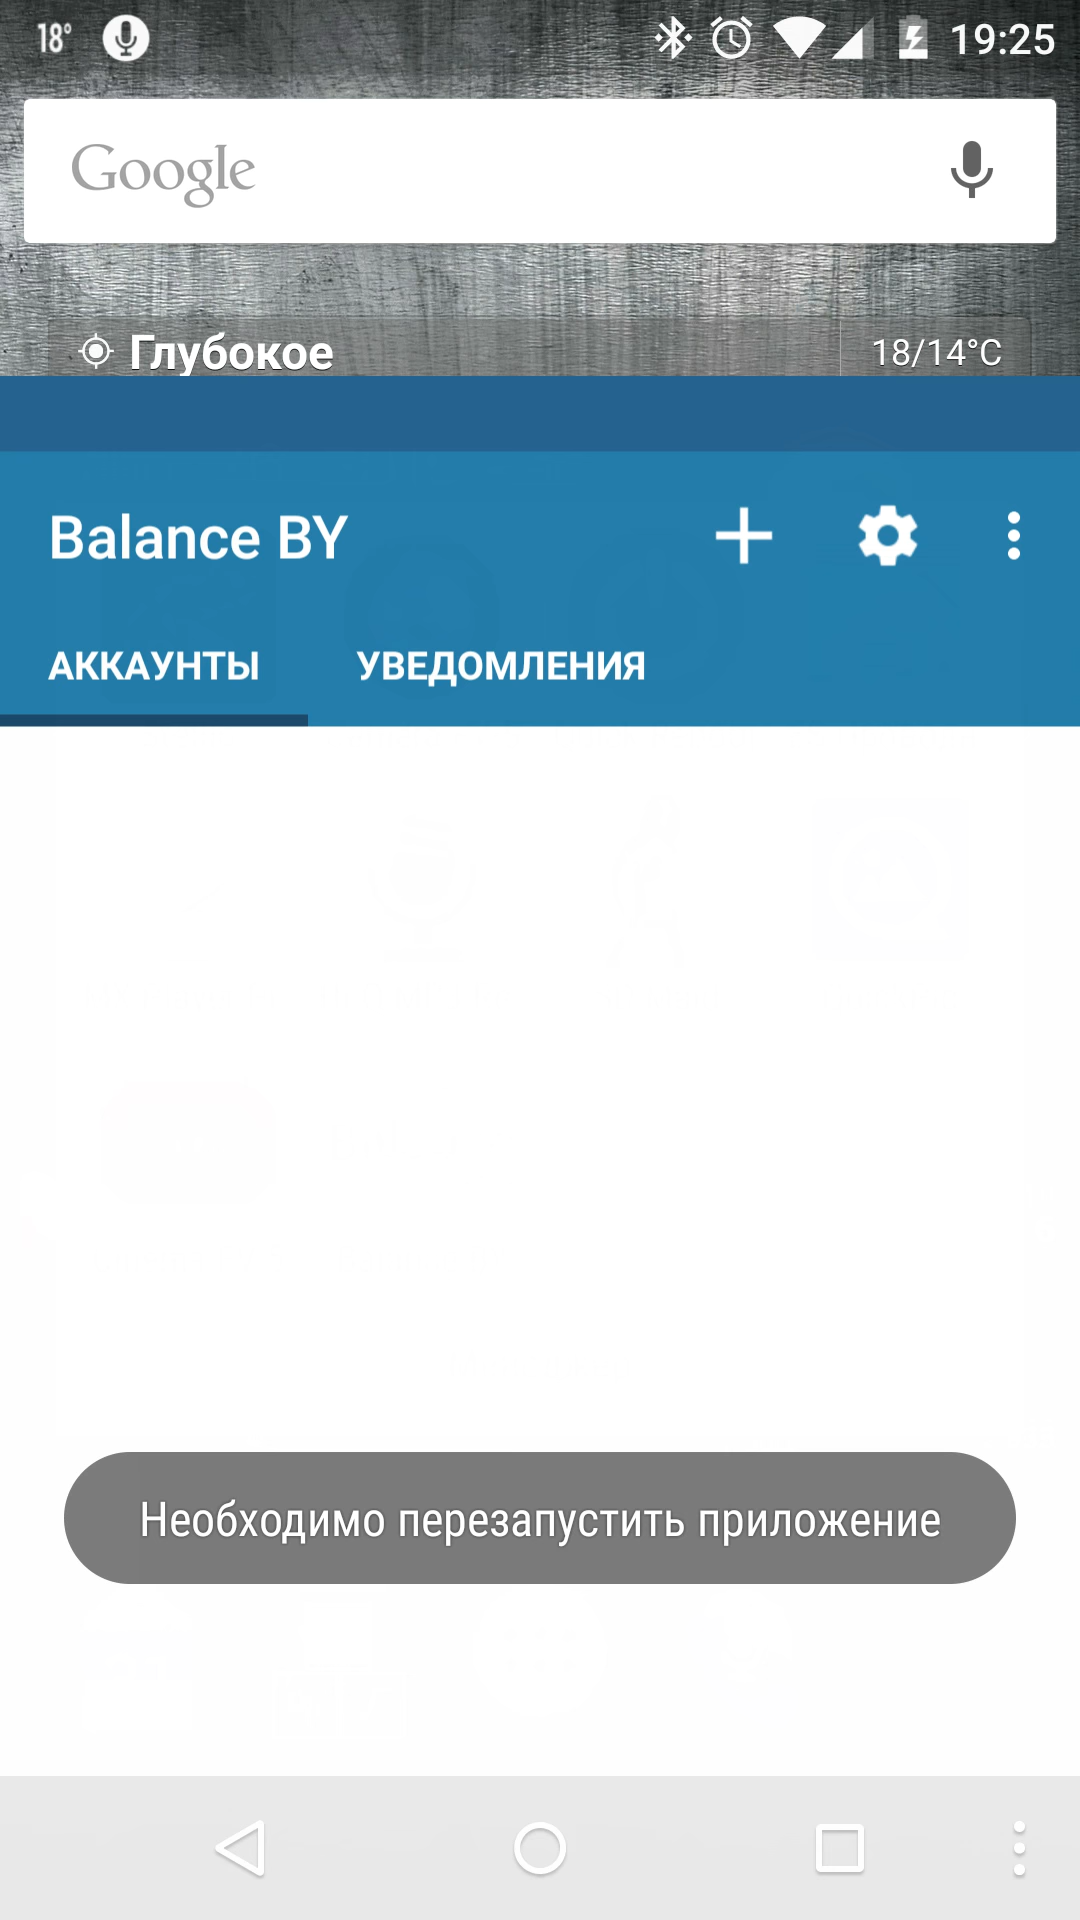 18° 19:25
Google
Глубокое 18/14°C
Balance BY
АККАУНТЫ УВЕДОМЛЕНИЯ
Необходимо перезапустить приложение